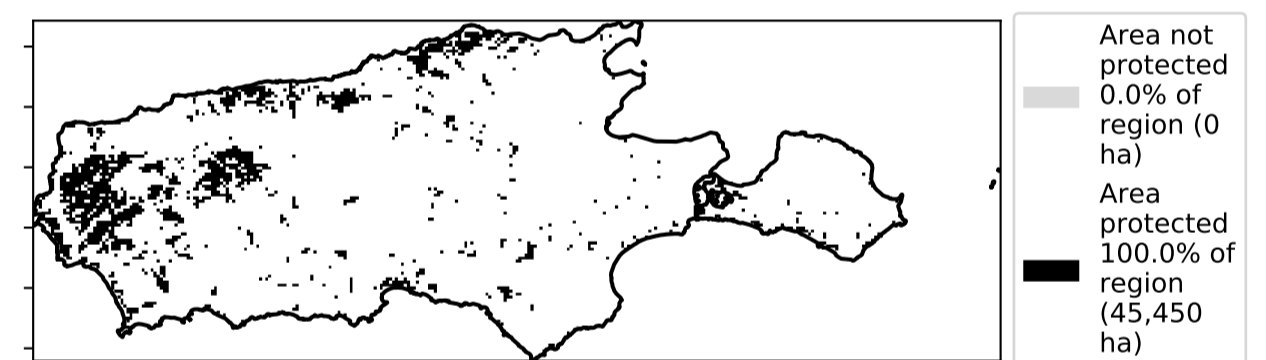 Area not
protected
0.0% of
region (0
ha)
Area
protected
100.0% of
region
(45,450
ha)